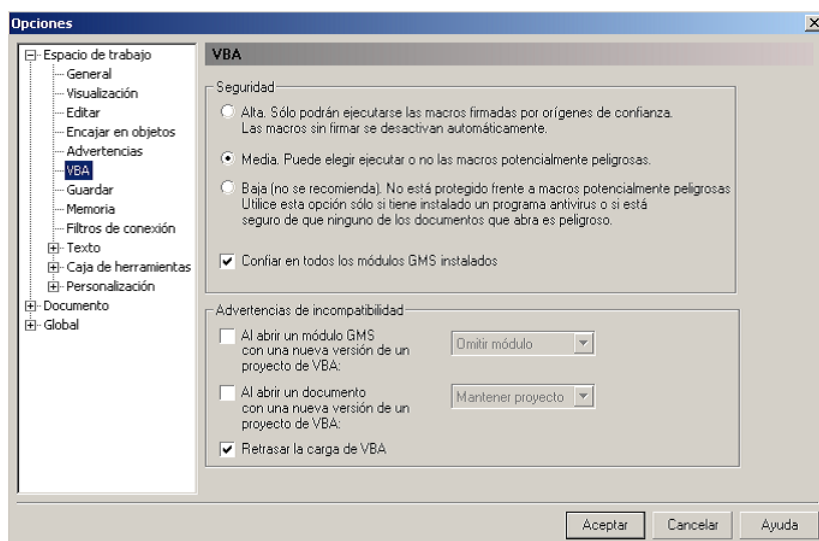 Opciones
Espacio de trabajo
General
Visualización
Editar
Encajar en objetos
Advertencias
VBA
Guardar
Memoria
Filtros de conexión
Texto
Caja de herramientas
Personalización
Documento
Global
VBA
Seguridad
Alta. Sólo podrán ejecutarse las macros firmadas por orígenes de confianza.
Las macros sin firmar se desactivan automáticamente.
Media. Puede elegir ejecutar o no las macros potencialmente peligrosas.
Baja (no se recomienda). No está protegido frente a macros potencialmente peligrosas
Utilice esta opción sólo si tiene instalado un programa antivirus o si está
seguro de que ninguno de los documentos que abra es peligroso.
Confiar en todos los módulos GMS instalados
Advertencias de incompatibilidad
Al abrir un módulo GMS
con una nueva versión de un
proyecto de VBA:
Omitir módulo
Al abrir un documento
con una nueva versión de un
proyecto de VBA:
Mantener proyecto
Retrasar la carga de VBA
Aceptar
Cancelar
Ayuda